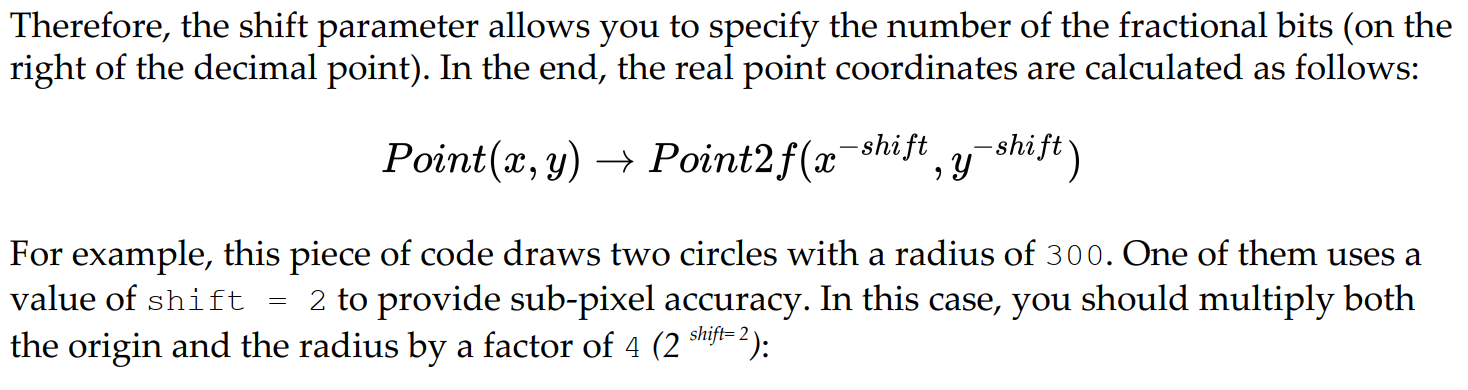 Therefore, the shift parameter allows you to specify the number of the fractional bits (on the
right of the decimal point). In the end, the real point coordinates are calculated as follows:
Point(x, y) → Point2f(x^{-shift}, y^{-shift})
For example, this piece of code draws two circles with a radius of 300. One of them uses a
value of shift = 2 to provide sub-pixel accuracy. In this case, you should multiply both
the origin and the radius by a factor of 4 (2 ^{shift= 2}):